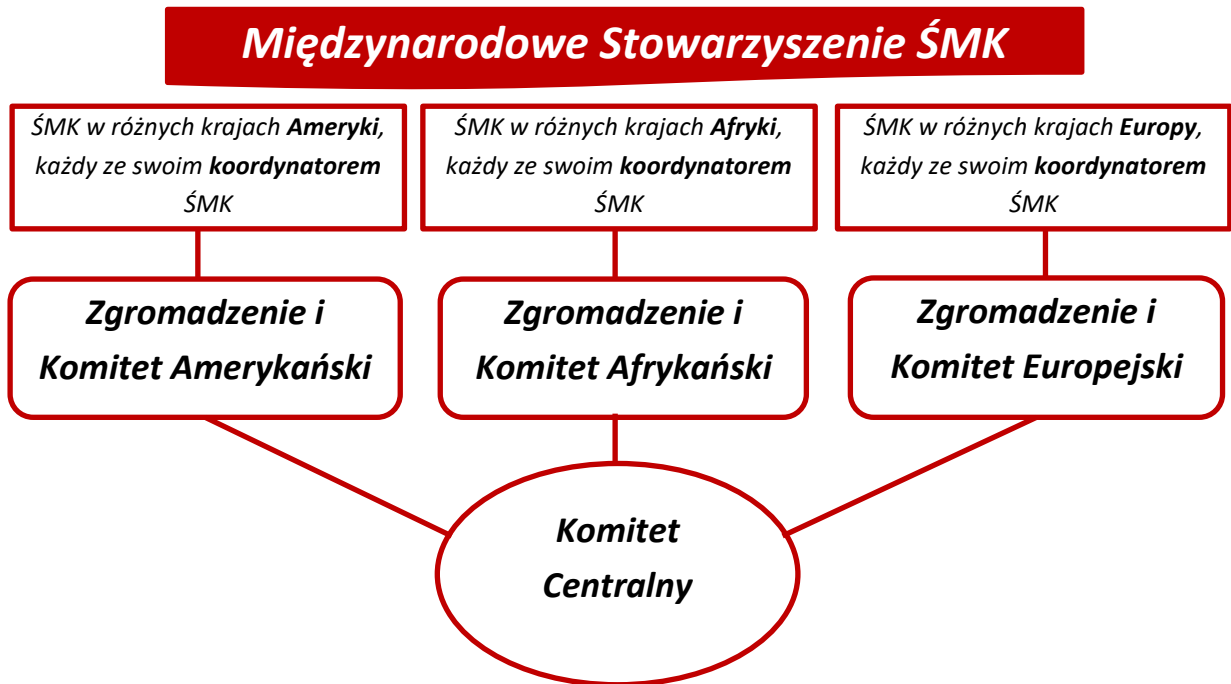 Międzynarodowe Stowarzyszenie ŚMK
ŚMK w różnych krajach Ameryki,
każdy ze swoim koordynatorem
ŚMK
ŚMK w różnych krajach Afryki,
każdy ze swoim koordynatorem
ŚMK
ŚMK w różnych krajach Europy,
każdy ze swoim koordynatorem
ŚMK
Zgromadzenie i
Komitet Amerykański
Zgromadzenie i
Komitet Afrykański
Zgromadzenie i
Komitet Europejski
Komitet
Centralny